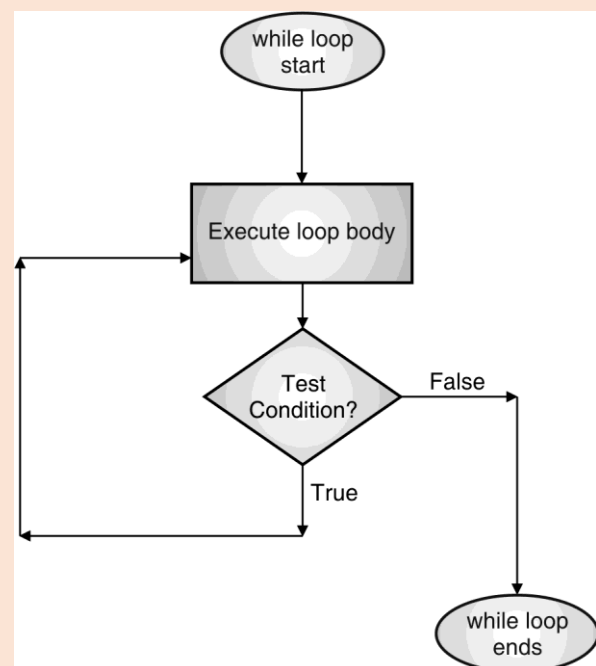 while loop
start
Execute loop body
Test
Condition?
False
True
while loop
ends